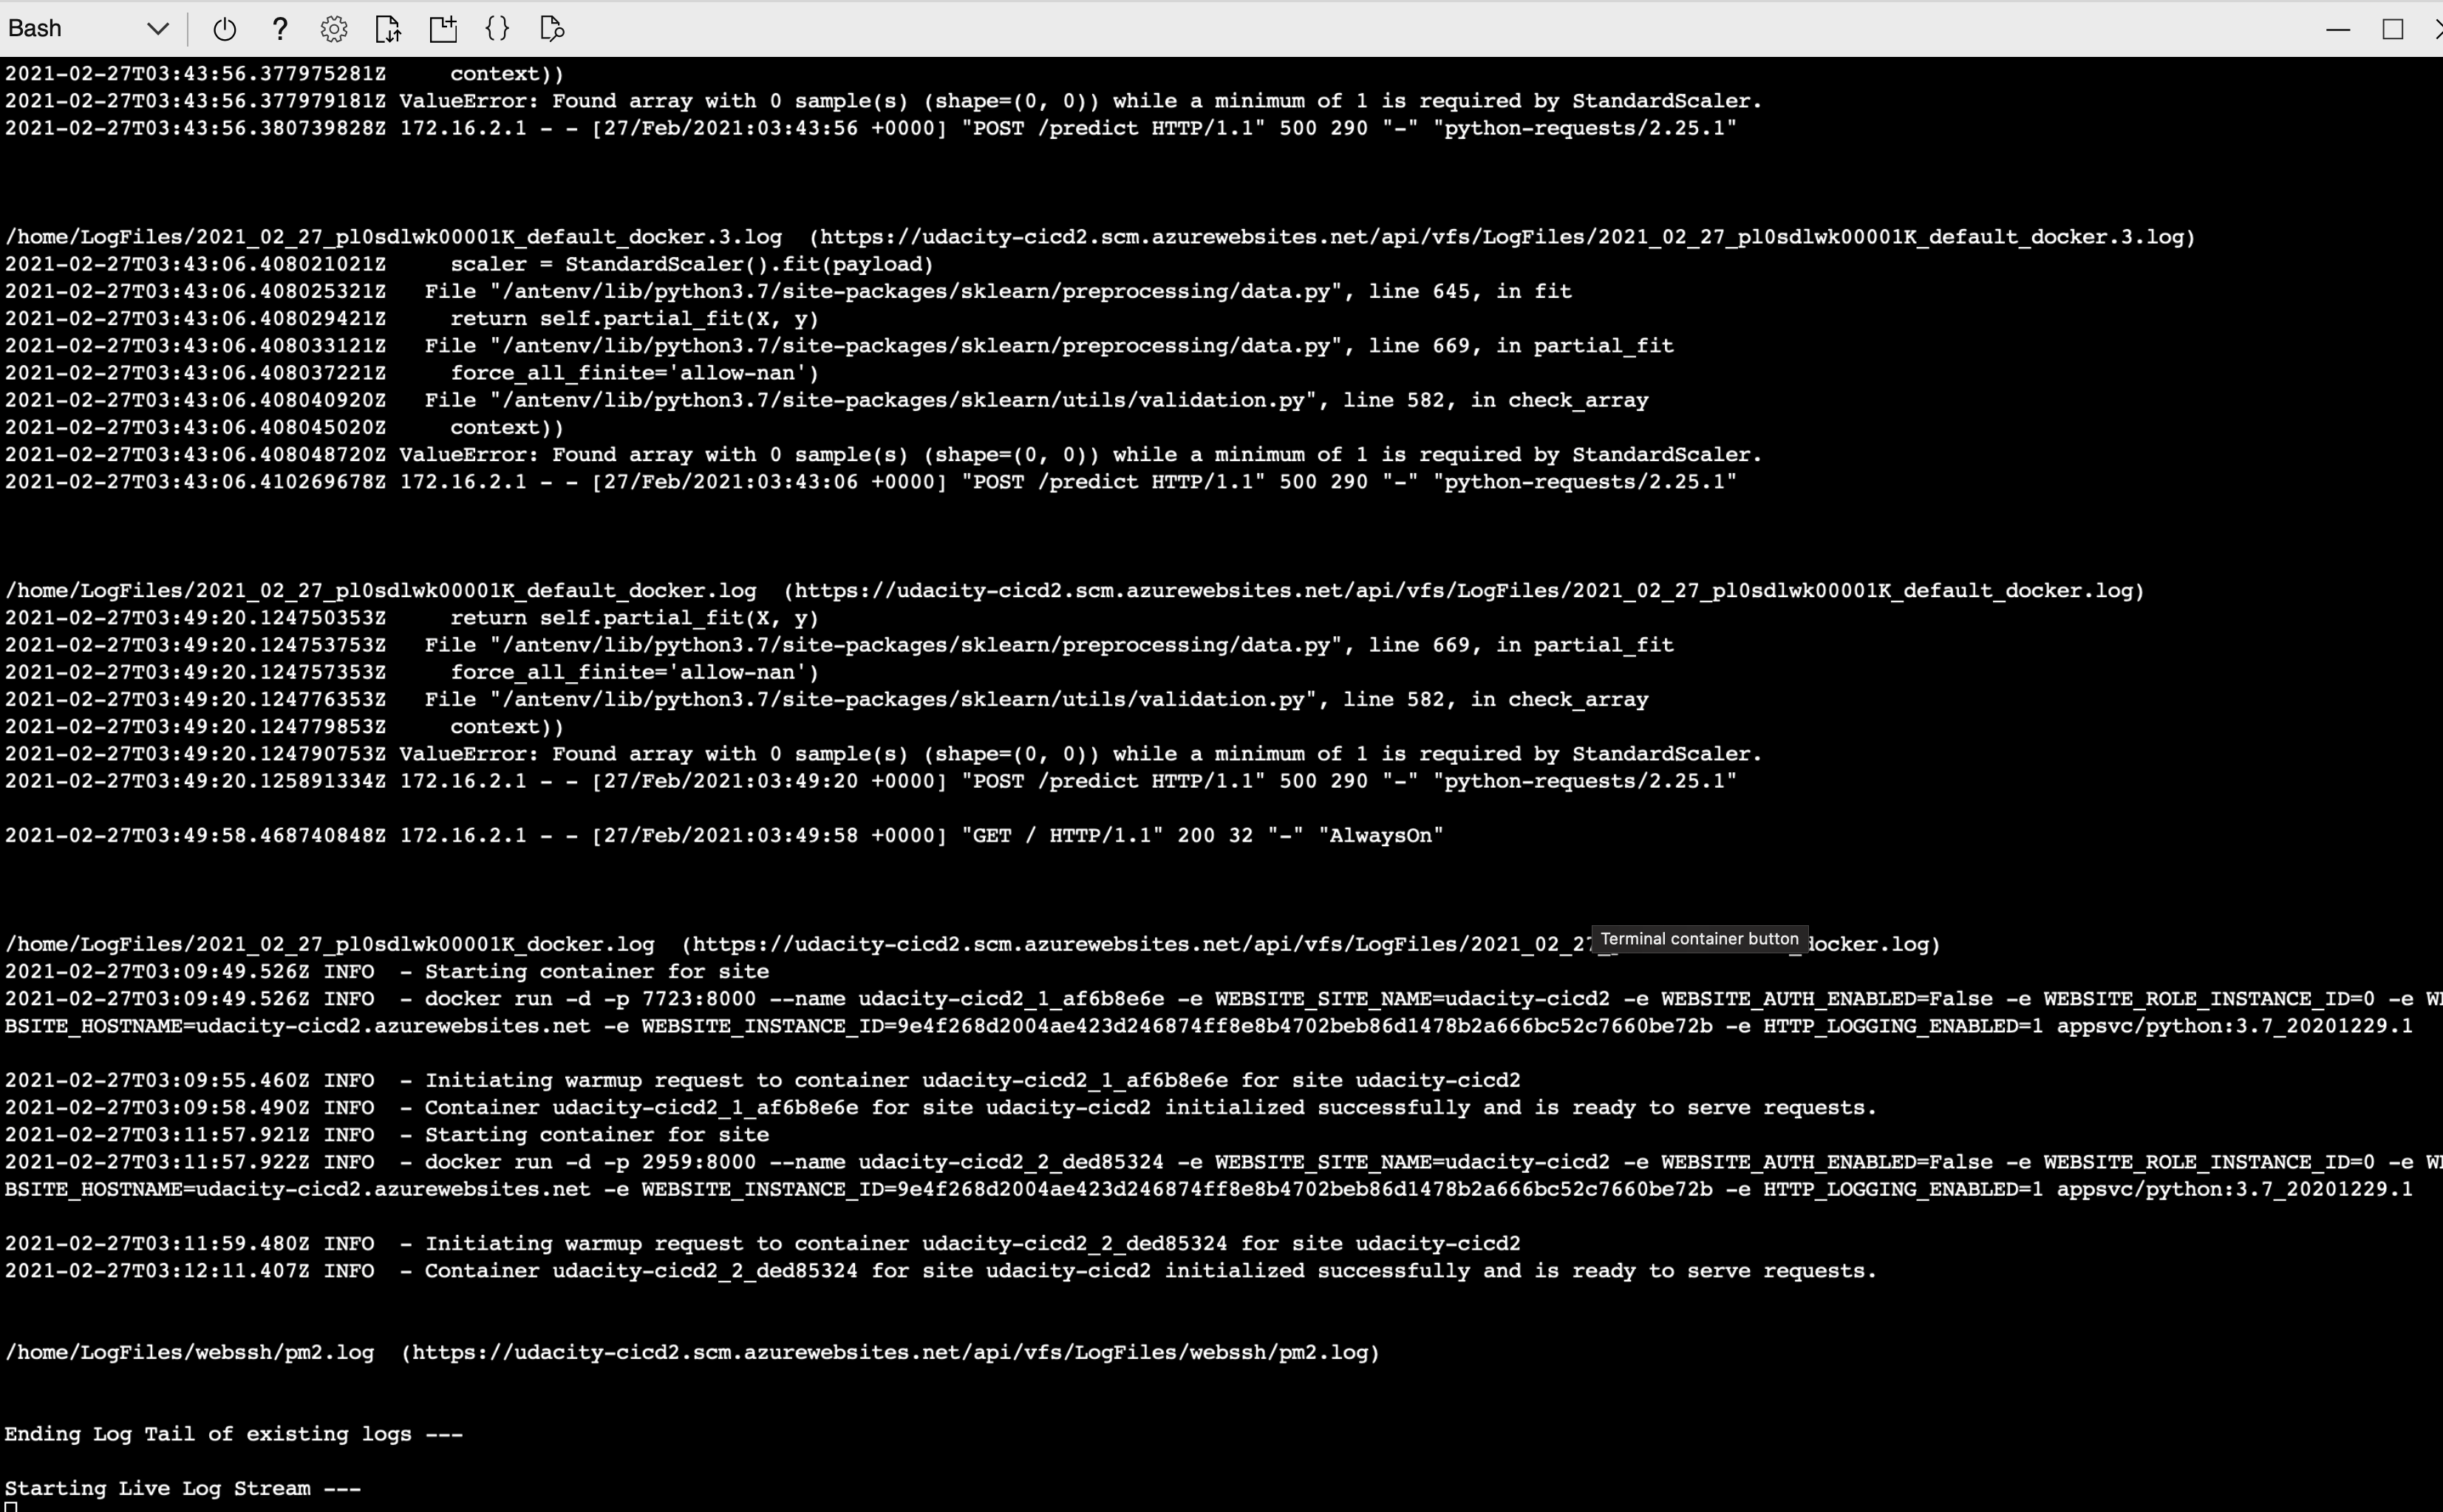 Bash
2021-02-27T03:43:56.377975281Z     context))
2021-02-27T03:43:56.377979181Z ValueError: Found array with 0 sample(s) (shape=(0, 0)) while a minimum of 1 is required by StandardScaler.
2021-02-27T03:43:56.380739828Z 172.16.2.1 - - [27/Feb/2021:03:43:56 +0000] "POST /predict HTTP/1.1" 500 290 "-" "python-requests/2.25.1"
/home/LogFiles/2021_02_27_pl0sdlwk00001K_default_docker.3.log  (https://udacity-cicd2.scm.azurewebsites.net/api/vfs/LogFiles/2021_02_27_pl0sdlwk00001K_default_docker.3.log)
2021-02-27T03:43:06.408021021Z     scaler = StandardScaler().fit(payload)
2021-02-27T03:43:06.408025321Z   File "/antenv/lib/python3.7/site-packages/sklearn/preprocessing/data.py", line 645, in fit
2021-02-27T03:43:06.408029421Z     return self.partial_fit(X, y)
2021-02-27T03:43:06.408033121Z   File "/antenv/lib/python3.7/site-packages/sklearn/preprocessing/data.py", line 669, in partial_fit
2021-02-27T03:43:06.408037221Z     force_all_finite='allow-nan')
2021-02-27T03:43:06.408040920Z   File "/antenv/lib/python3.7/site-packages/sklearn/utils/validation.py", line 582, in check_array
2021-02-27T03:43:06.408045020Z     context))
2021-02-27T03:43:06.408048720Z ValueError: Found array with 0 sample(s) (shape=(0, 0)) while a minimum of 1 is required by StandardScaler.
2021-02-27T03:43:06.410269678Z 172.16.2.1 - - [27/Feb/2021:03:43:06 +0000] "POST /predict HTTP/1.1" 500 290 "-" "python-requests/2.25.1"
/home/LogFiles/2021_02_27_pl0sdlwk00001K_default_docker.log  (https://udacity-cicd2.scm.azurewebsites.net/api/vfs/LogFiles/2021_02_27_pl0sdlwk00001K_default_docker.log)
2021-02-27T03:49:20.124750353Z     return self.partial_fit(X, y)
2021-02-27T03:49:20.124753753Z   File "/antenv/lib/python3.7/site-packages/sklearn/preprocessing/data.py", line 669, in partial_fit
2021-02-27T03:49:20.124757353Z     force_all_finite='allow-nan')
2021-02-27T03:49:20.124776353Z   File "/antenv/lib/python3.7/site-packages/sklearn/utils/validation.py", line 582, in check_array
2021-02-27T03:49:20.124779853Z     context))
2021-02-27T03:49:20.124790753Z ValueError: Found array with 0 sample(s) (shape=(0, 0)) while a minimum of 1 is required by StandardScaler.
2021-02-27T03:49:20.125891334Z 172.16.2.1 - - [27/Feb/2021:03:49:20 +0000] "POST /predict HTTP/1.1" 500 290 "-" "python-requests/2.25.1"
2021-02-27T03:49:58.468740848Z 172.16.2.1 - - [27/Feb/2021:03:49:58 +0000] "GET / HTTP/1.1" 200 32 "-" "AlwaysOn"
/home/LogFiles/2021_02_27_pl0sdlwk00001K_docker.log  (https://udacity-cicd2.scm.azurewebsites.net/api/vfs/LogFiles/2021_02_27 docker.log)
Terminal container button
2021-02-27T03:09:49.526Z INFO  - Starting container for site
2021-02-27T03:09:49.526Z INFO  - docker run -d -p 7723:8000 --name udacity-cicd2_1_af6b8e6e -e WEBSITE_SITE_NAME=udacity-cicd2 -e WEBSITE_AUTH_ENABLED=False -e WEBSITE_ROLE_INSTANCE_ID=0 -e WE
BSITE_HOSTNAME=udacity-cicd2.azurewebsites.net -e WEBSITE_INSTANCE_ID=9e4f268d2004ae423d246874ff8e8b4702beb86d1478b2a666bc52c7660be72b -e HTTP_LOGGING_ENABLED=1 appsvc/python:3.7_20201229.1
2021-02-27T03:09:55.460Z INFO  - Initiating warmup request to container udacity-cicd2_1_af6b8e6e for site udacity-cicd2
2021-02-27T03:09:58.490Z INFO  - Container udacity-cicd2_1_af6b8e6e for site udacity-cicd2 initialized successfully and is ready to serve requests.
2021-02-27T03:11:57.921Z INFO  - Starting container for site
2021-02-27T03:11:57.922Z INFO  - docker run -d -p 2959:8000 --name udacity-cicd2_2_ded85324 -e WEBSITE_SITE_NAME=udacity-cicd2 -e WEBSITE_AUTH_ENABLED=False -e WEBSITE_ROLE_INSTANCE_ID=0 -e WE
BSITE_HOSTNAME=udacity-cicd2.azurewebsites.net -e WEBSITE_INSTANCE_ID=9e4f268d2004ae423d246874ff8e8b4702beb86d1478b2a666bc52c7660be72b -e HTTP_LOGGING_ENABLED=1 appsvc/python:3.7_20201229.1
2021-02-27T03:11:59.480Z INFO  - Initiating warmup request to container udacity-cicd2_2_ded85324 for site udacity-cicd2
2021-02-27T03:12:11.407Z INFO  - Container udacity-cicd2_2_ded85324 for site udacity-cicd2 initialized successfully and is ready to serve requests.
/home/LogFiles/webssh/pm2.log  (https://udacity-cicd2.scm.azurewebsites.net/api/vfs/LogFiles/webssh/pm2.log)
Ending Log Tail of existing logs ---
Starting Live Log Stream ---